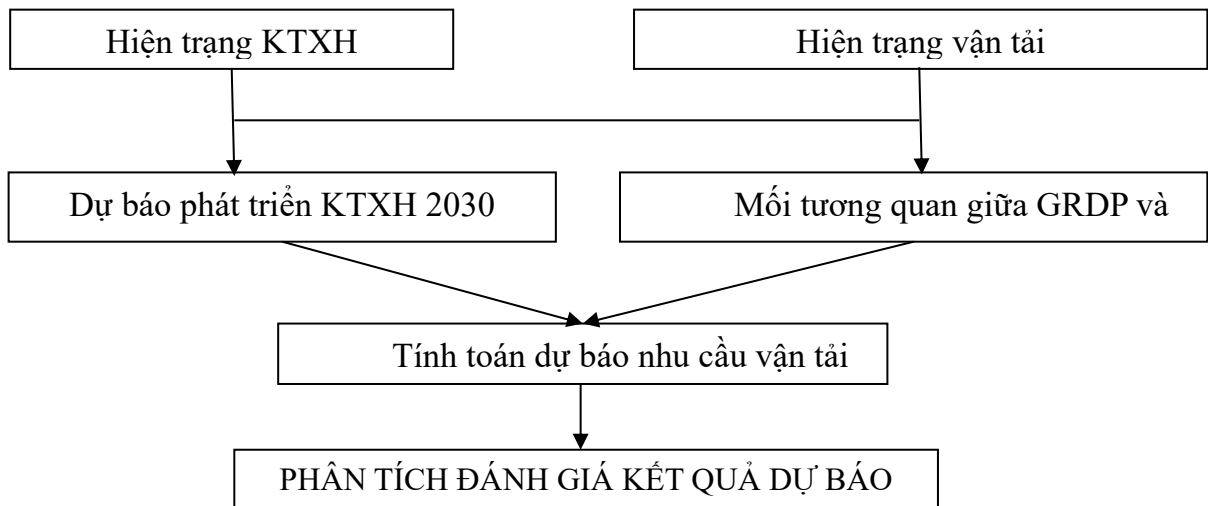 Hiện trạng KTXH
Hiện trạng vận tải
Dự báo phát triển KTXH 2030
Mối tương quan giữa GRDP và
Tính toán dự báo nhu cầu vận tải
PHÂN TÍCH ĐÁNH GIÁ KẾT QUẢ DỰ BÁO